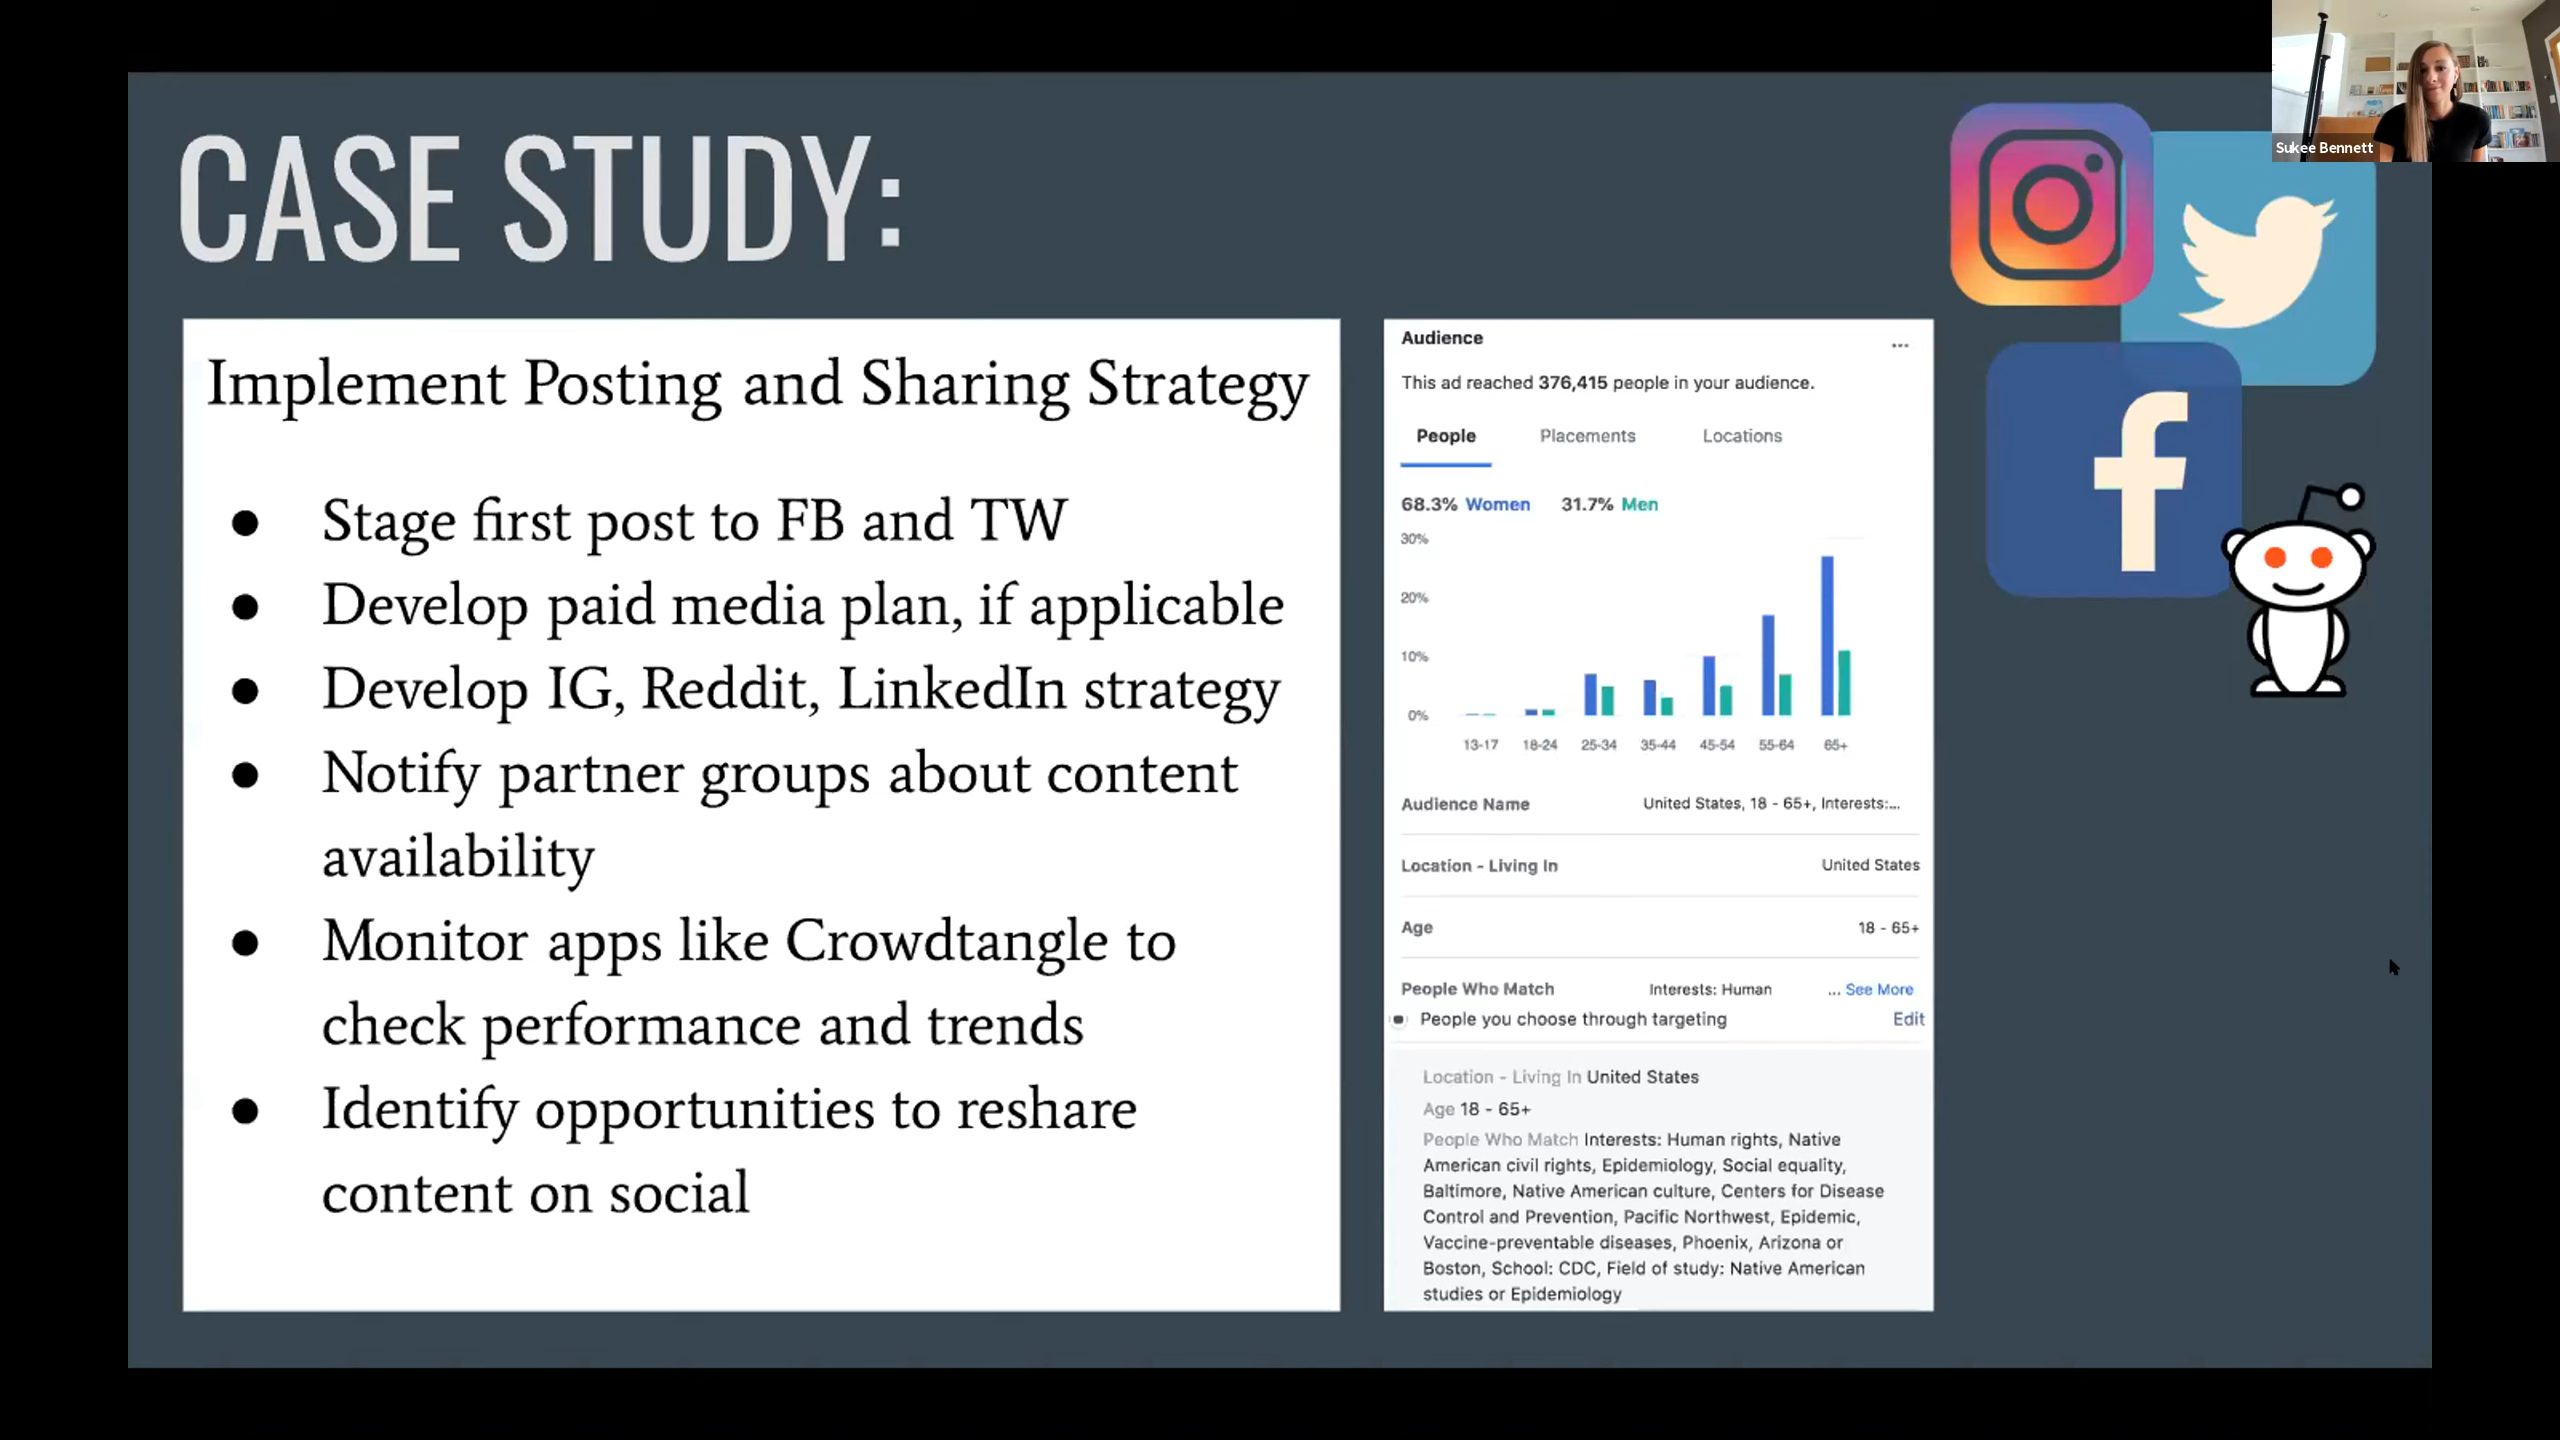 Sukee Bennett
CASE STUDY:
Implement Posting and Sharing Strategy
● Stage first post to FB and TW
● Develop paid media plan, if applicable
● Develop IG, Reddit, LinkedIn strategy
● Notify partner groups about content
availability
● Monitor apps like Crowdtangle to
check performance and trends
● Identify opportunities to reshare
content on social
Audience ...
This ad reached 376,415 people in your audience.
People Placements Locations
68.3% Women 31.7% Men
30%
20%
10%
0%
13-17 18-24 25-34 35-44 45-54 55-64 65+
Audience Name United States, 18 - 65+, Interests:...
Location - Living In United States
Age 18 - 65+
People Who Match Interests: Human ... See More
People you choose through targeting Edit
Location - Living In United States
Age 18 - 65+
People Who Match Interests: Human rights, Native
American civil rights, Epidemiology, Social equality,
Baltimore, Native American culture, Centers for Disease
Control and Prevention, Pacific Northwest, Epidemic,
Vaccine-preventable diseases, Phoenix, Arizona or
Boston, School: CDC, Field of study: Native American
studies or Epidemiology